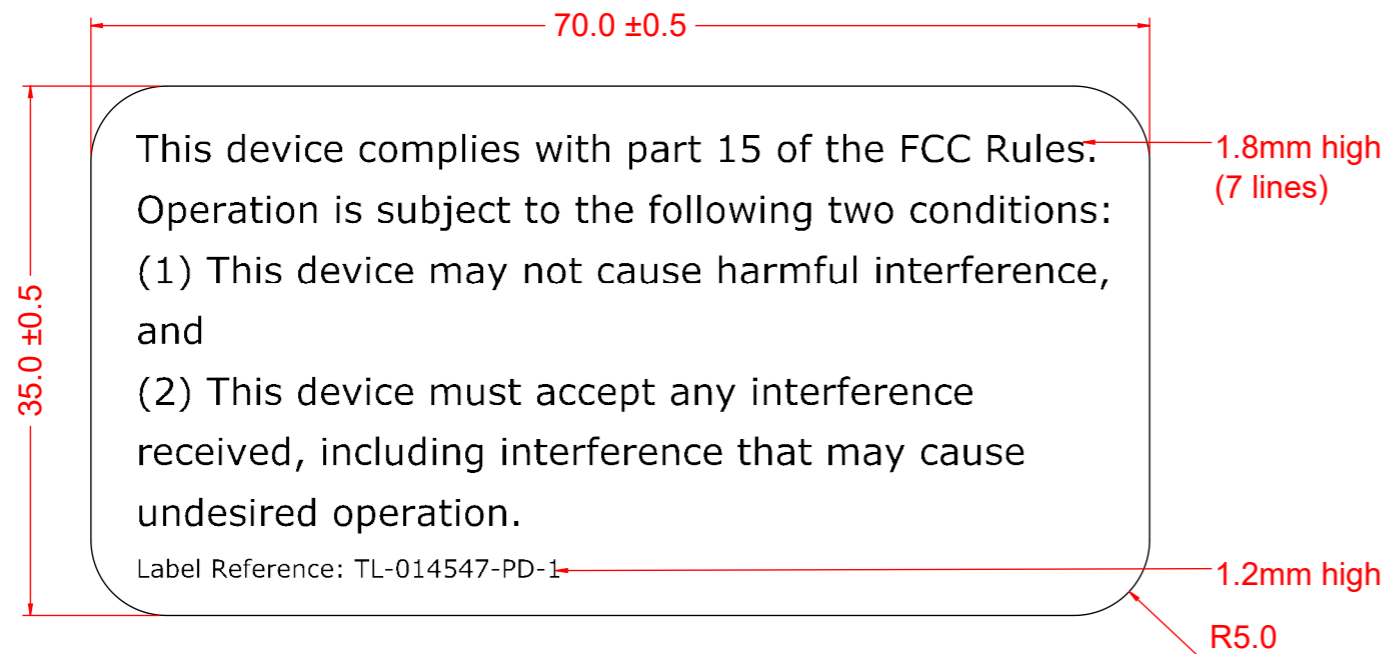 70.0 ±0.5
This device complies with part 15 of the FCC Rules.
1.8mm high
(7 lines)
Operation is subject to the following two conditions:
(1) This device may not cause harmful interference,
and
35.0 ±0.5
(2) This device must accept any interference
received, including interference that may cause
undesired operation.
Label Reference: TL-014547-PD-1
1.2mm high
R5.0